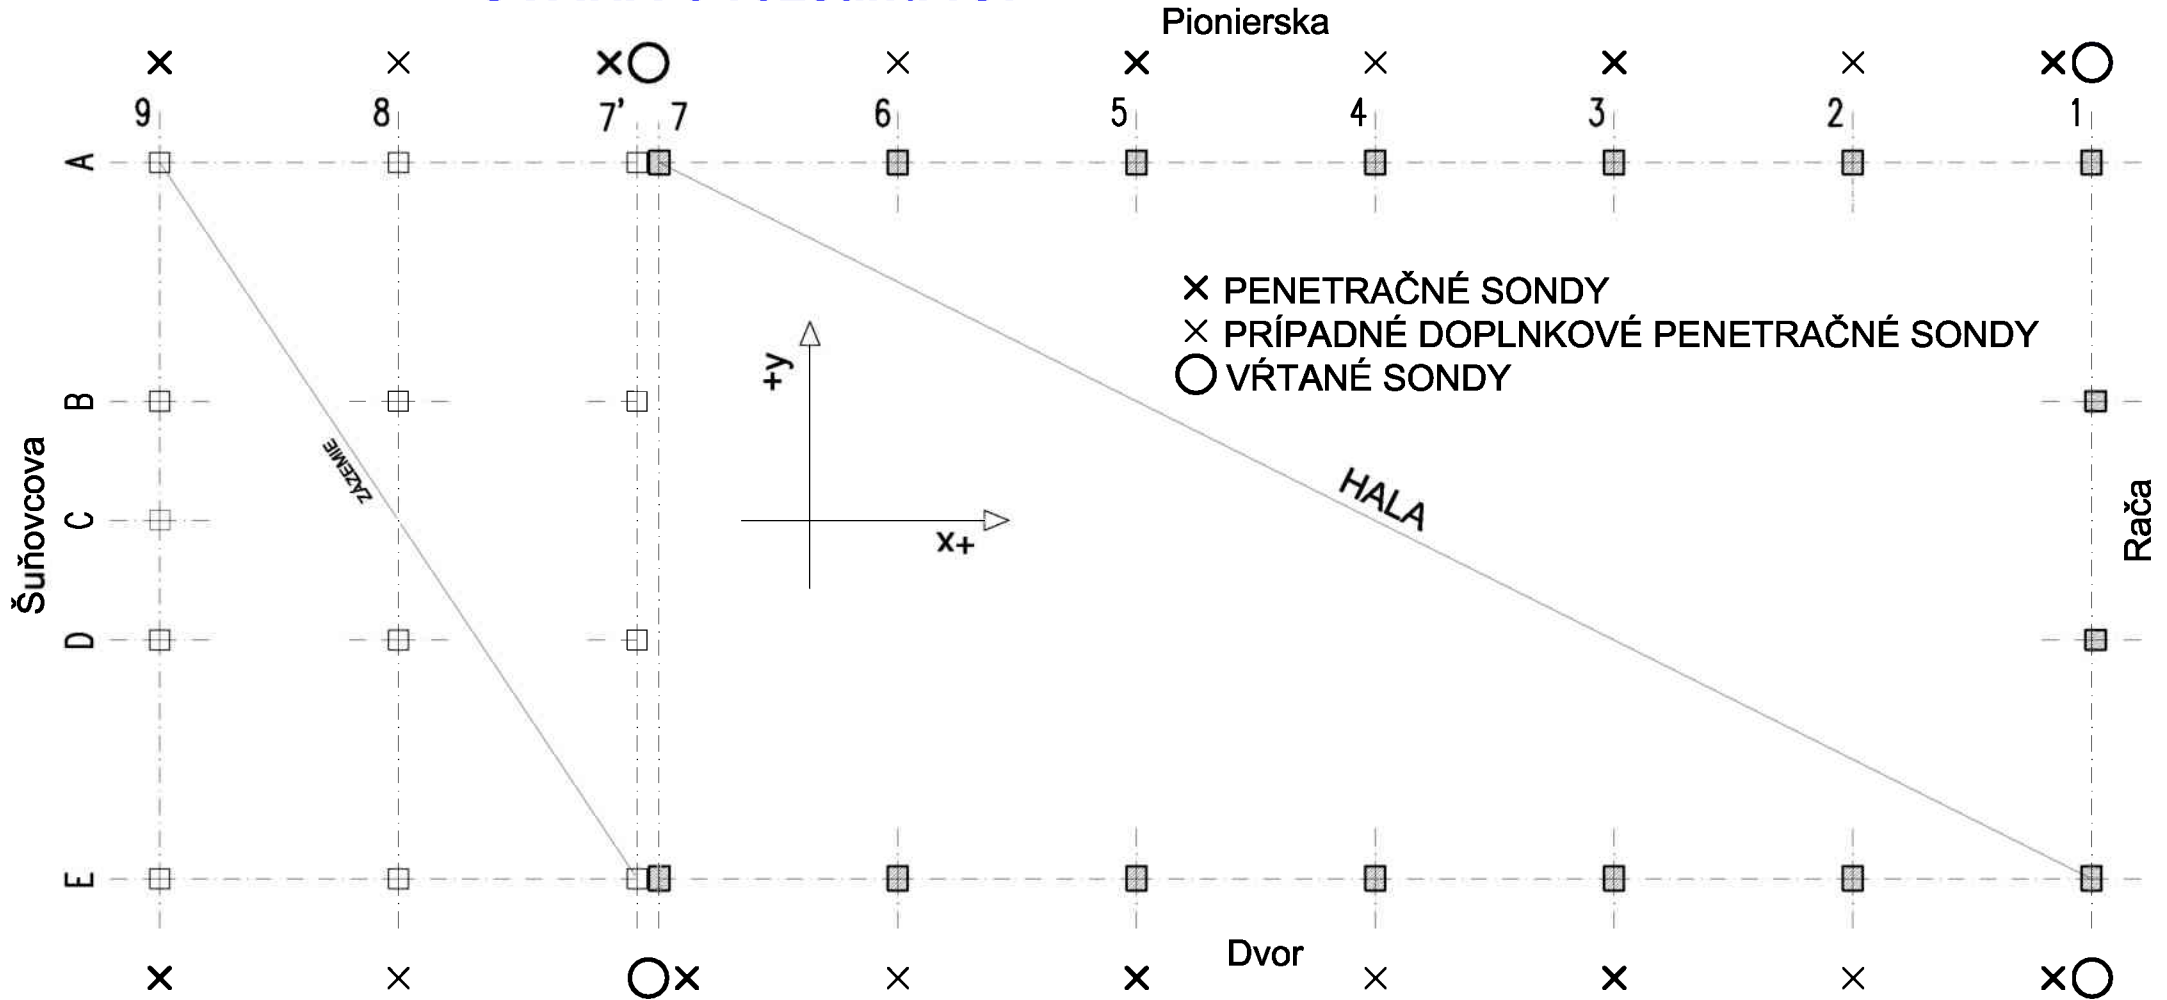 Pionierska
9 8 7' 7 6 5 4 3 2 1
A
B
C
D
E
Šuňovcova
ZÁZEMIE
+y
x+
PENETRAČNÉ SONDY
PRÍPADNÉ DOPLNKOVÉ PENETRAČNÉ SONDY
VŔTANÉ SONDY
HALA
Rača
Dvor